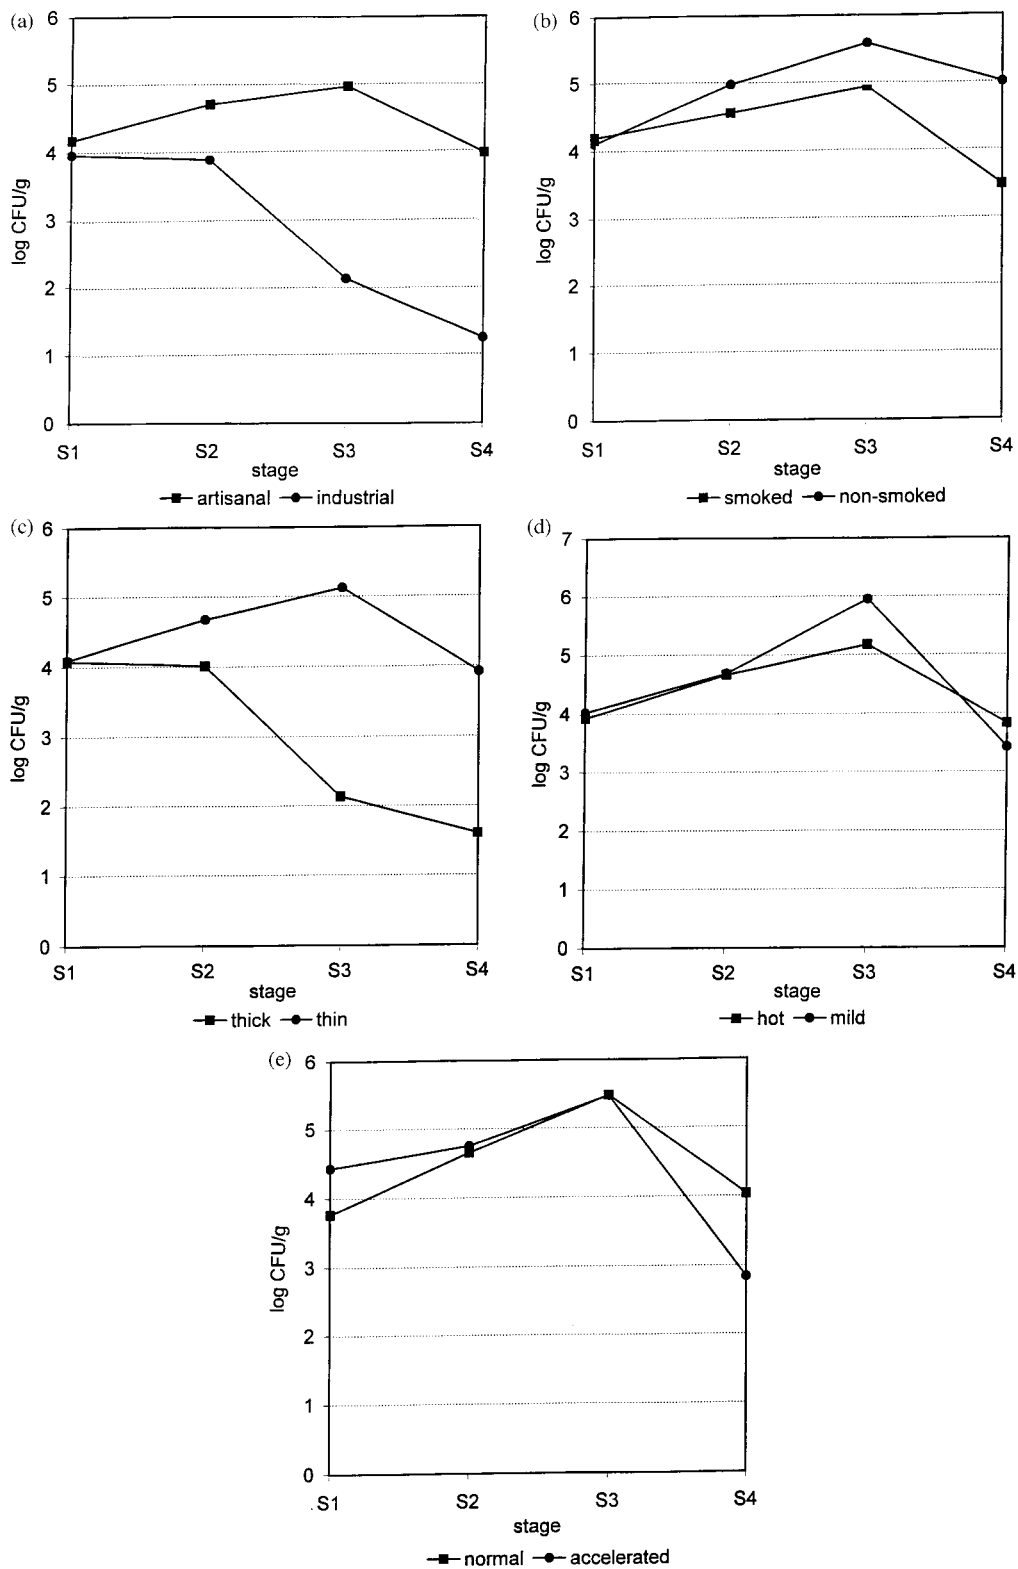 (a)
6
5
4
3
2
1
0
log CFU/g
S1 S2 S3 S4
stage
artisanal industrial
(b)
6
5
4
3
2
1
0
log CFU/g
S1 S2 S3 S4
stage
smoked non-smoked
(c)
6
5
4
3
2
1
0
log CFU/g
S1 S2 S3 S4
stage
thick thin
(d)
7
6
5
4
3
2
1
0
log CFU/g
S1 S2 S3 S4
stage
hot mild
(e)
6
5
4
3
2
1
0
log CFU/g
S1 S2 S3 S4
stage
normal accelerated